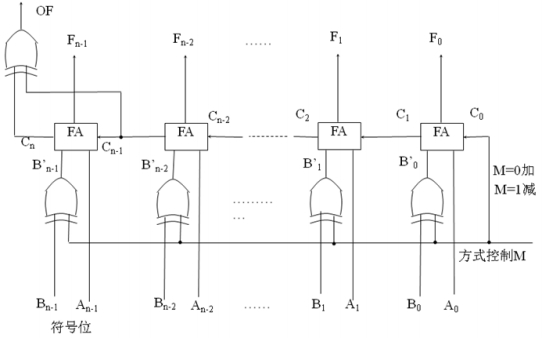 OF
Fn-1 Fn-2 ...... F1 F0
Cn FA Cn-1 FA Cn-2 C2 FA C1 FA C0
B'n-1 B'n-2 B'1 B'0
M=0加
M=1减
.........
...
方式控制M
Bn-1 An-1 Bn-2 An-2 ...... B1 A1 B0 A0
符号位